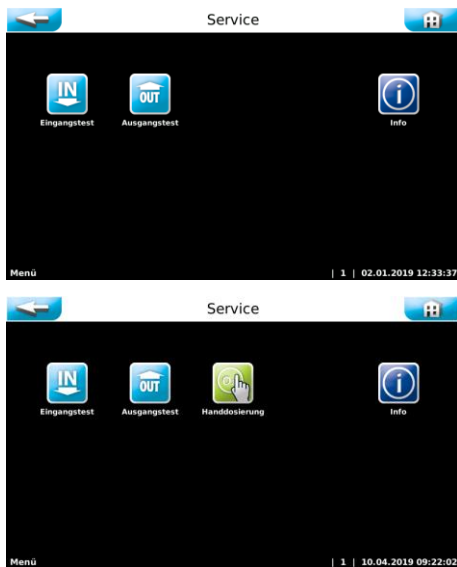 Service
IN OUT
Eingangstest Ausgangstest Info
Menü | 1 | 02.01.2019 12:33:37
Service
IN OUT
Eingangstest Ausgangstest Handdosierung Info
Menü | 1 | 10.04.2019 09:22:02